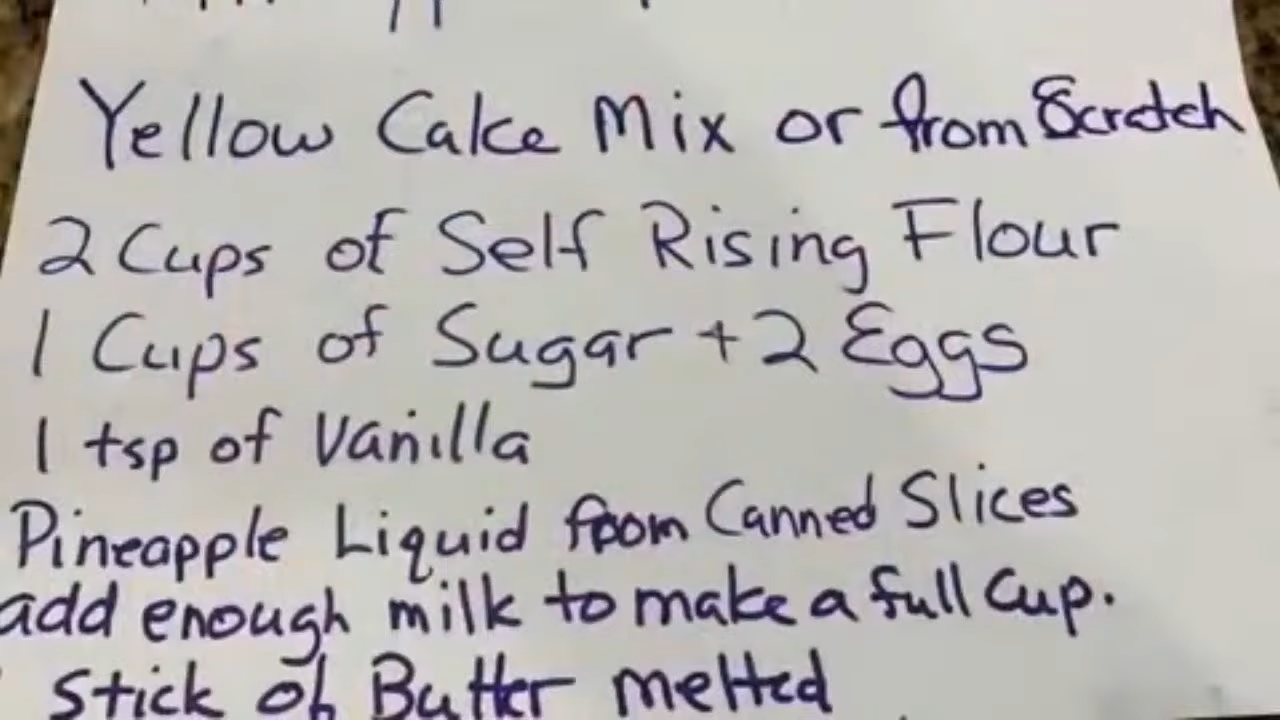 Yellow Cake Mix or from Scratch
2 Cups of Self Rising Flour
1 Cups of Sugar + 2 Eggs
1 tsp of Vanilla
Pineapple Liquid from Canned Slices
add enough milk to make a full Cup.
Stick of Butter melted